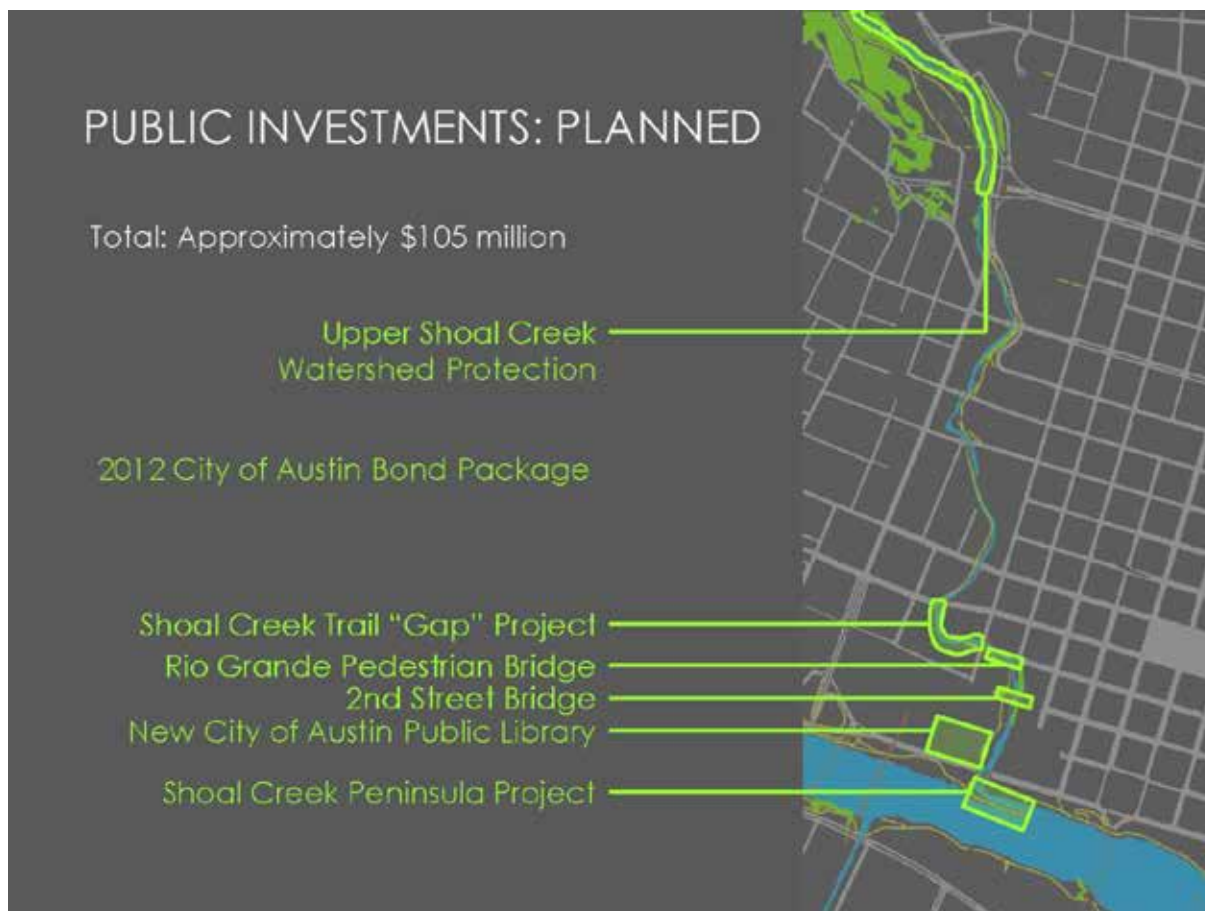 PUBLIC INVESTMENTS: PLANNED
Total: Approximately $105 million
Upper Shoal Creek
Watershed Protection
2012 City of Austin Bond Package
Shoal Creek Trail “Gap” Project
Rio Grande Pedestrian Bridge
2nd Street Bridge
New City of Austin Public Library
Shoal Creek Peninsula Project